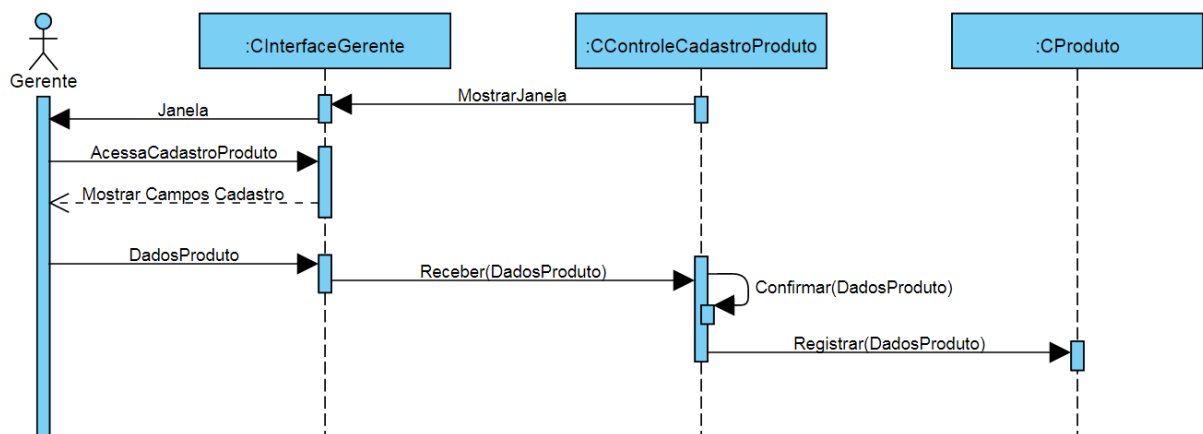 :CInterfaceGerente
:CControleCadastroProduto
:CProduto
Gerente
MostrarJanela
Janela
AcessaCadastroProduto
Mostrar Campos Cadastro
DadosProduto
Receber(DadosProduto)
Confirmar(DadosProduto)
Registrar(DadosProduto)